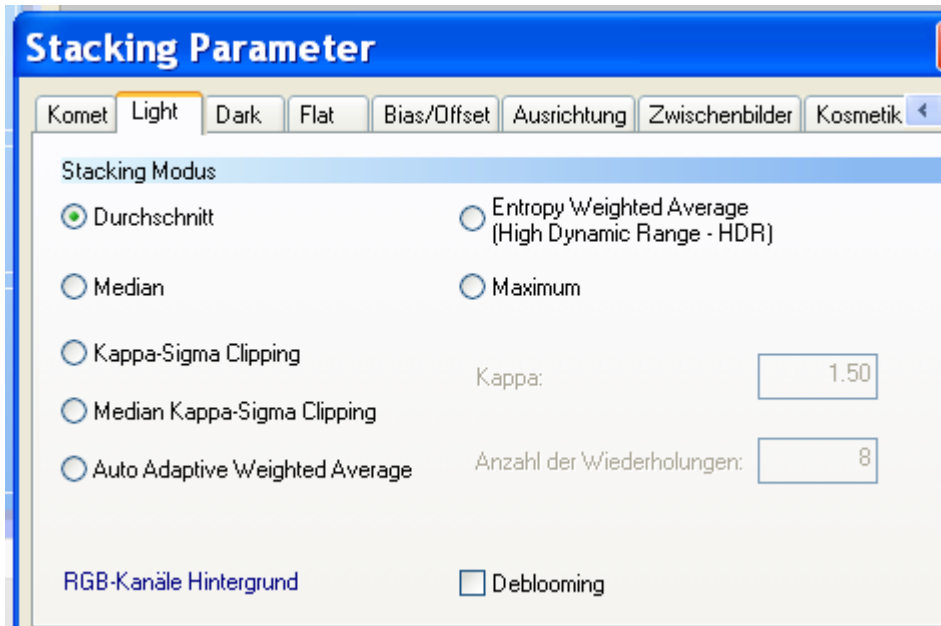 Stacking Parameter
Komet Light Dark Flat Bias/Offset Ausrichtung Zwischenbilder Kosmetik
Stacking Modus
Durchschnitt
Entropy Weighted Average
(High Dynamic Range - HDR)
Median
Maximum
Kappa-Sigma Clipping
Kappa: 1.50
Median Kappa-Sigma Clipping
Auto Adaptive Weighted Average
Anzahl der Wiederholungen: 8
RGB-Kanäle Hintergrund
Deblooming